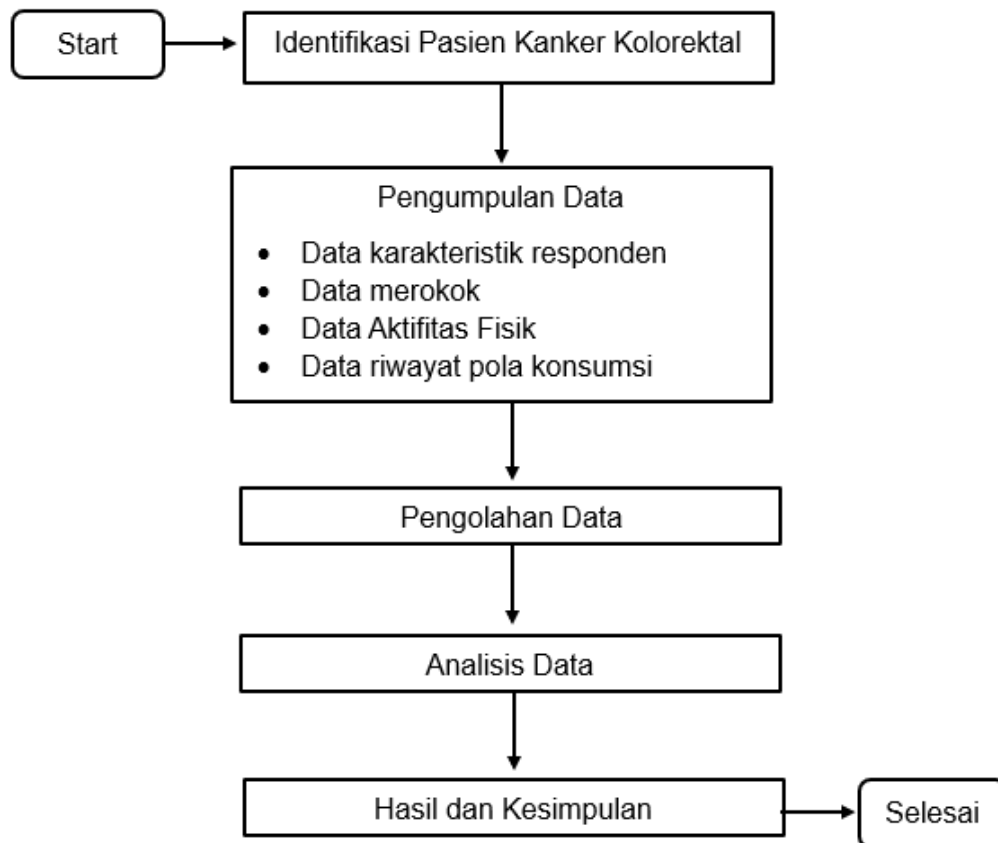 Start
Identifikasi Pasien Kanker Kolorektal
Pengumpulan Data
• Data karakteristik responden
• Data merokok
• Data Aktifitas Fisik
• Data riwayat pola konsumsi
Pengolahan Data
Analisis Data
Hasil dan Kesimpulan
Selesai